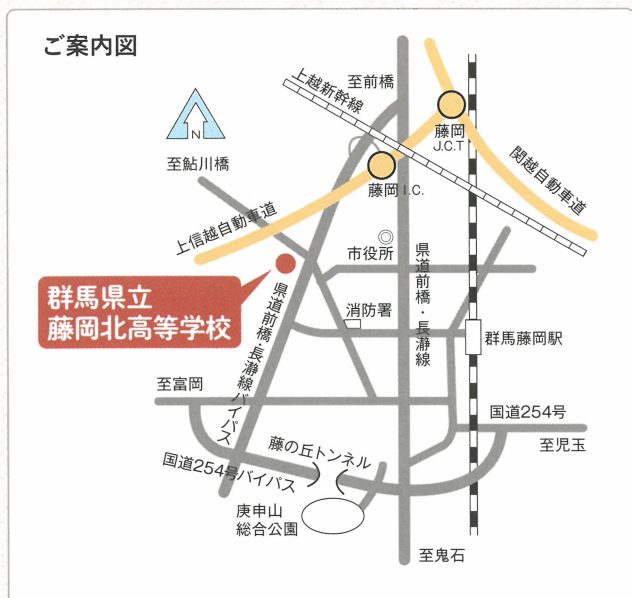 ご案内図
至前橋
上越新幹線
藤岡
J.C.T
N
至鮎川橋
関越自動車道
藤岡I.C.
上信越自動車道
市役所
県道前橋・長瀞線
群馬県立
藤岡北高等学校
県道前橋・長瀞線バイパス
消防署
群馬藤岡駅
至富岡
国道254号
至児玉
藤の丘トンネル
国道254号バイパス
庚申山
総合公園
至鬼石